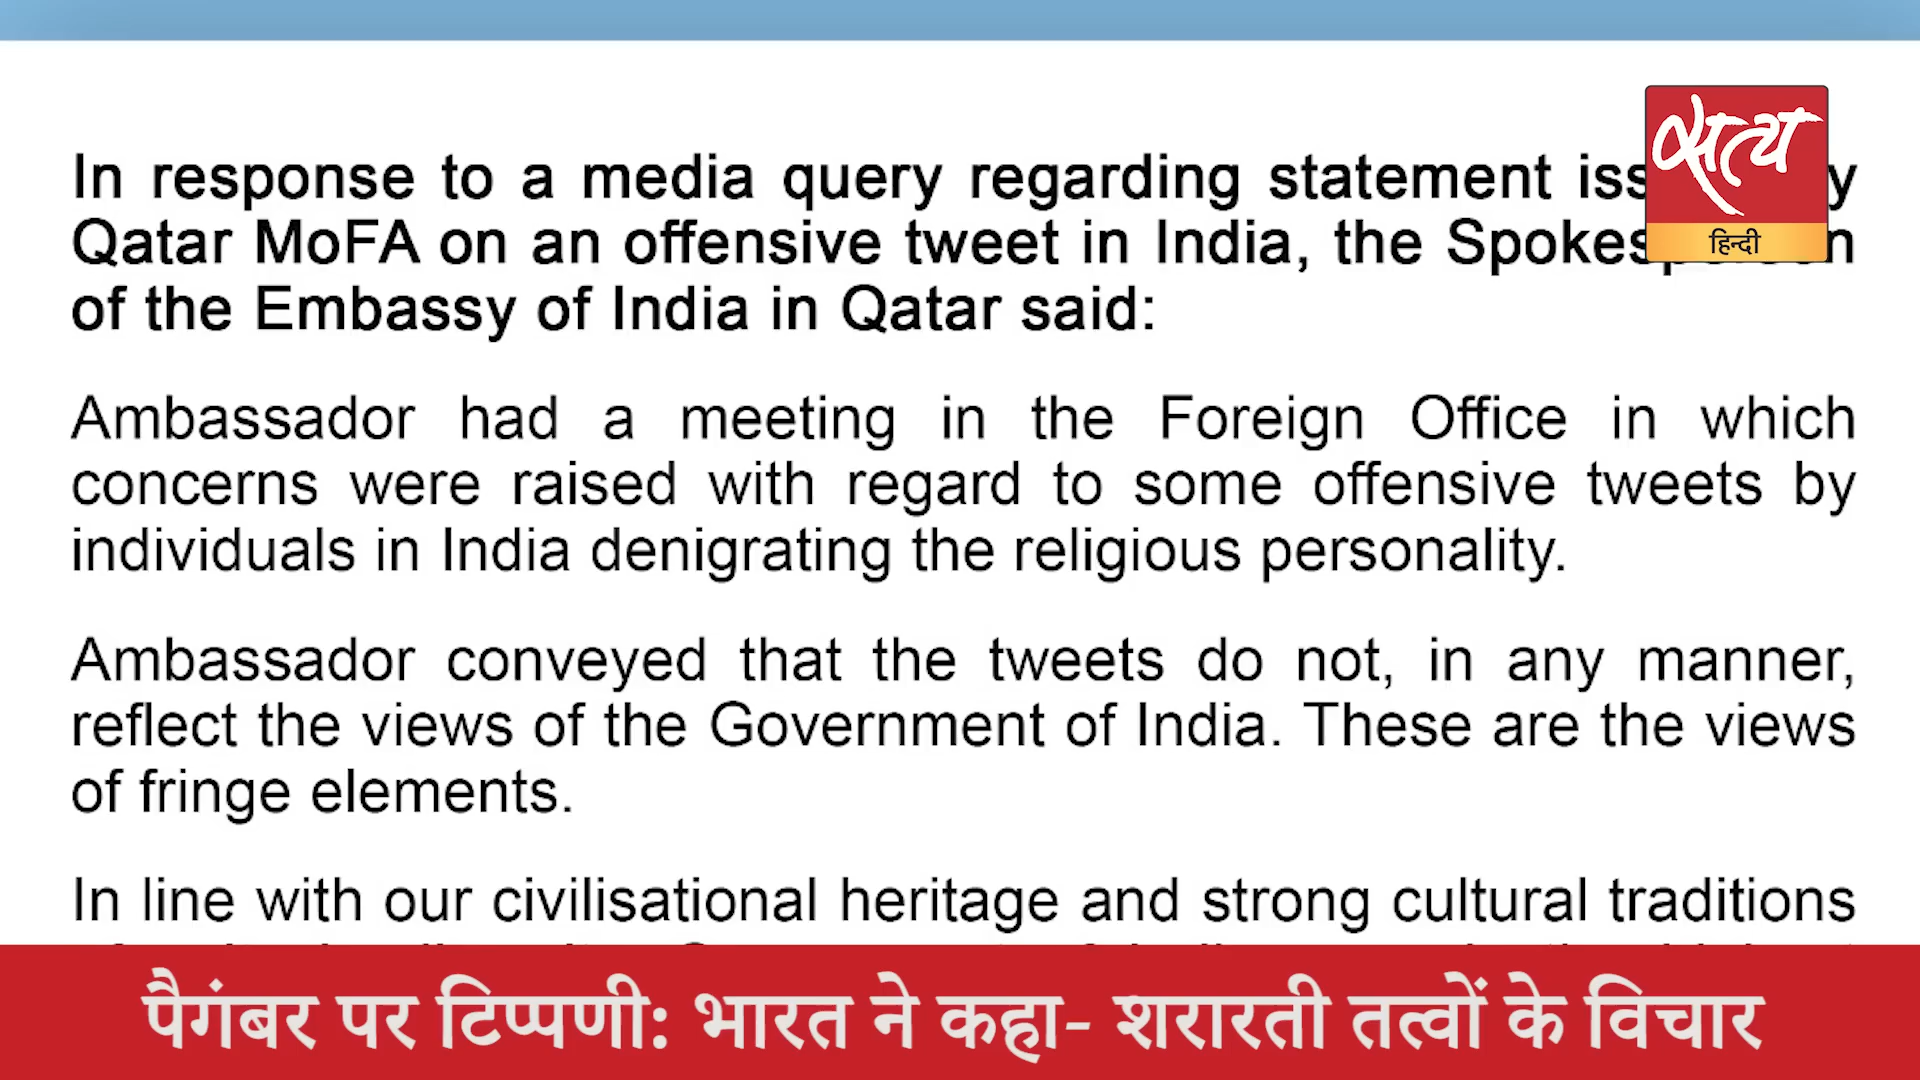 In response to a media query regarding statement
Qatar MoFA on an offensive tweet in India, the
of the Embassy of India in Qatar said:
Ambassador had a meeting in the Foreign Office in which
concerns were raised with regard to some offensive tweets by
individuals in India denigrating the religious personality.
Ambassador conveyed that the tweets do not, in any manner,
reflect the views of the Government of India. These are the views
of fringe elements.
In line with our civilisational heritage and strong cultural traditions
सत्य
हिन्दी
पैगंबर पर टिप्पणी: भारत ने कहा- शरारती तत्वों के विचार